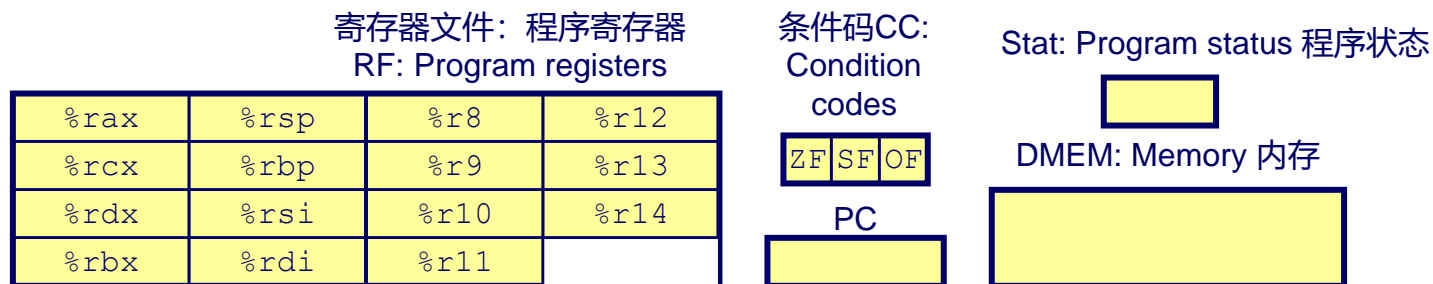 寄存器文件：程序寄存器
RF: Program registers
%rax %rsp %r8 %r12
%rcx %rbp %r9 %r13
%rdx %rsi %r10 %r14
%rbx %rdi %r11
条件码CC:
Condition
codes
ZF SF OF
PC
Stat: Program status 程序状态
DMEM: Memory 内存